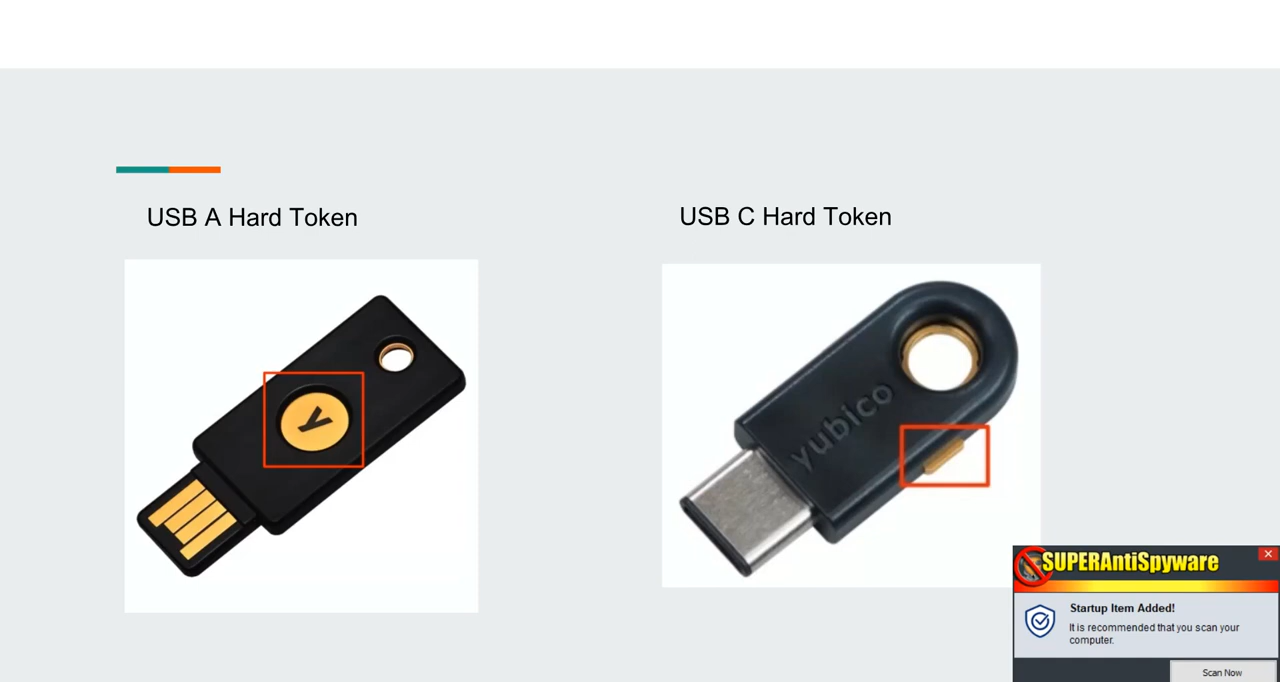 USB A Hard Token
USB C Hard Token
y
yubico
SUPERAntiSpyware
Startup Item Added!
It is recommended that you scan your
computer.
Scan Now